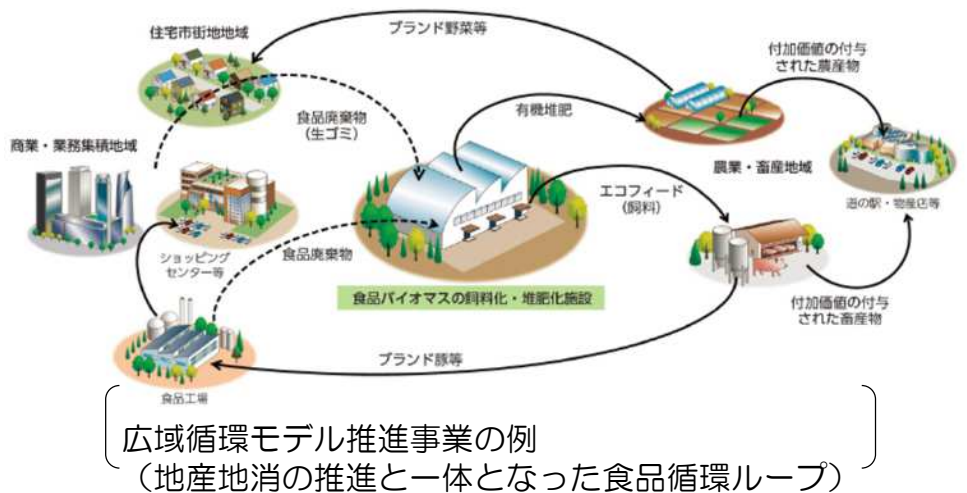 住宅市街地地域
ブランド野菜等
付加価値の付与
された農産物
食品廃棄物
(生ゴミ)
有機堆肥
商業・業務集積地域
農業・畜産地域
道の駅・物産店等
エコフィード
(飼料)
ショッピング
センター等
食品廃棄物
食品バイオマスの飼料化・堆肥化施設
付加価値の付与
された畜産物
ブランド豚等
食品工場
広域循環モデル推進事業の例
（地産地消の推進と一体となった食品循環ループ）